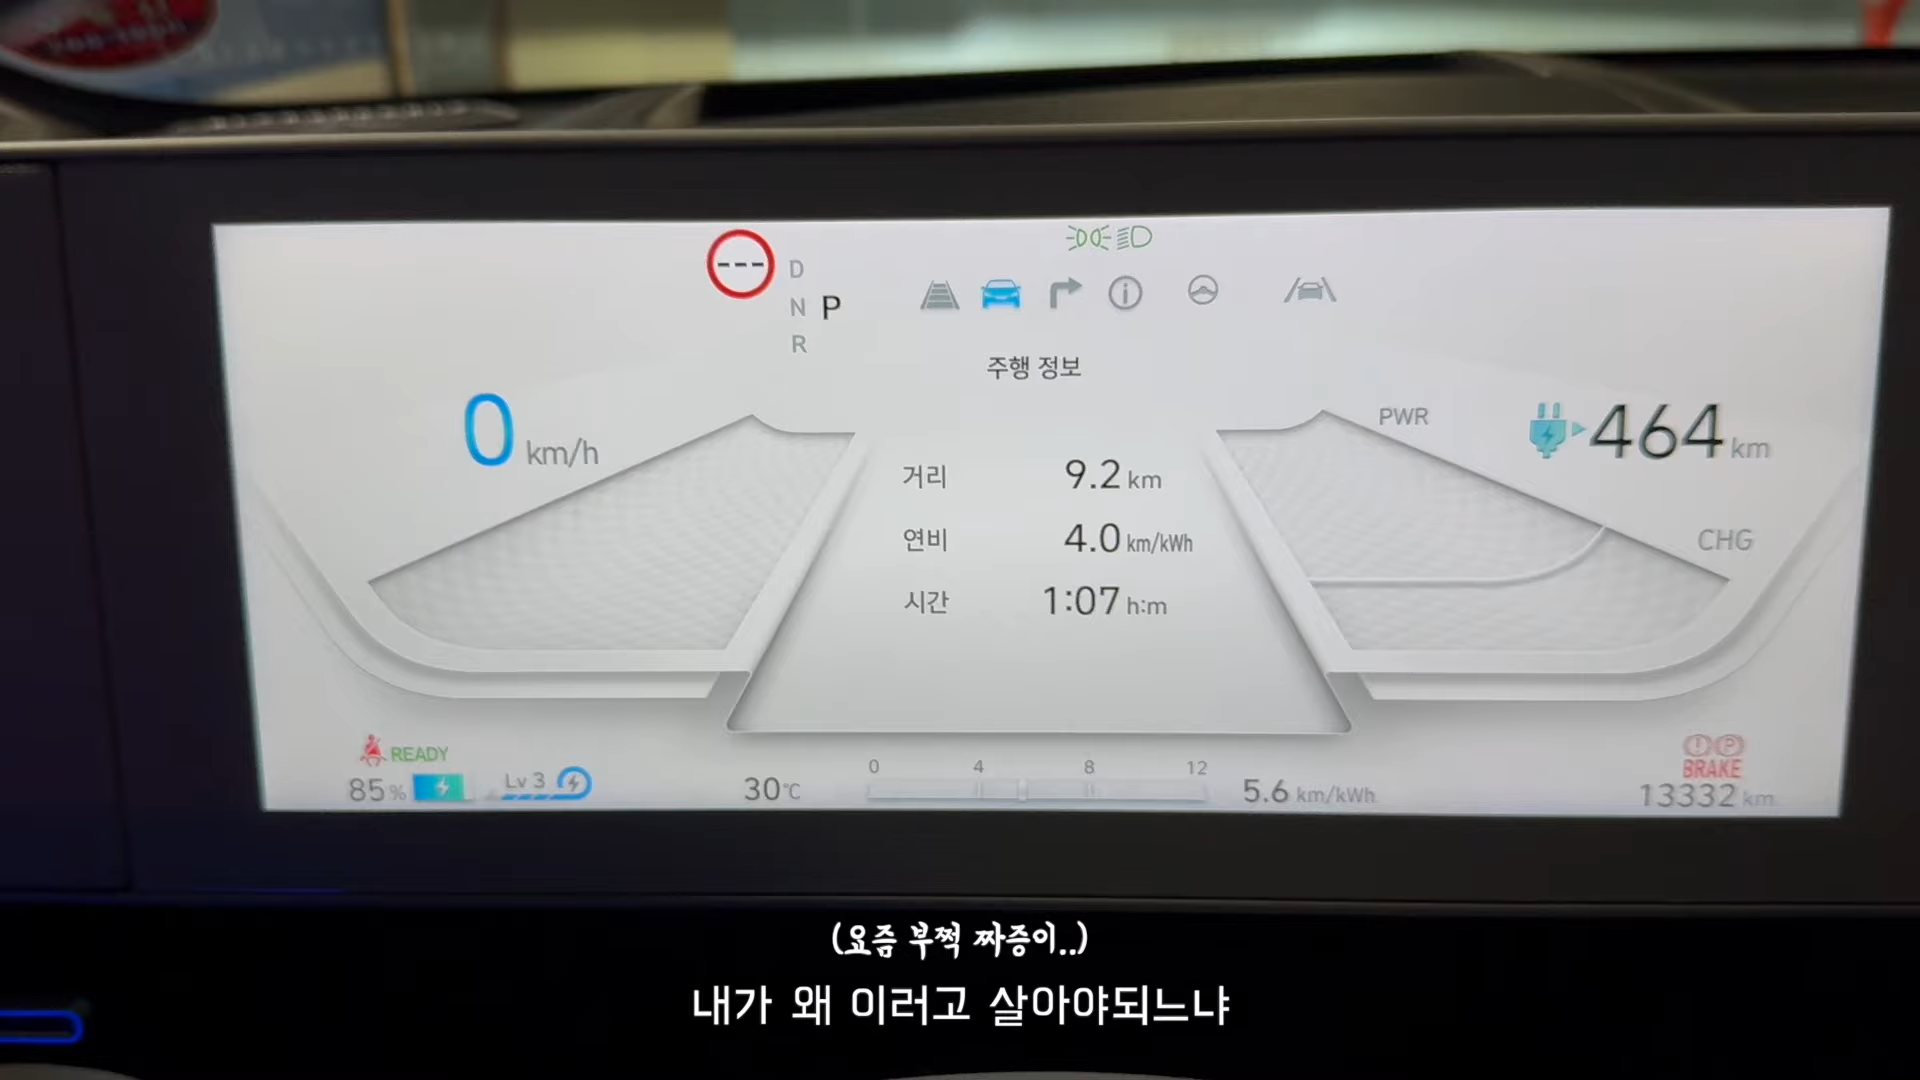 ---
D
N P
R
주행 정보
0 km/h
PWR
464 km
거리 9.2 km
CHG
연비 4.0 km/kWh
시간 1:07 h:m
READY
85% Lv 3
30℃
0 4 8 12
5.6 km/kWh
BRAKE
13332 km
(요즘 부쩍 짜증이..)
내가 왜 이러고 살아야되느냐